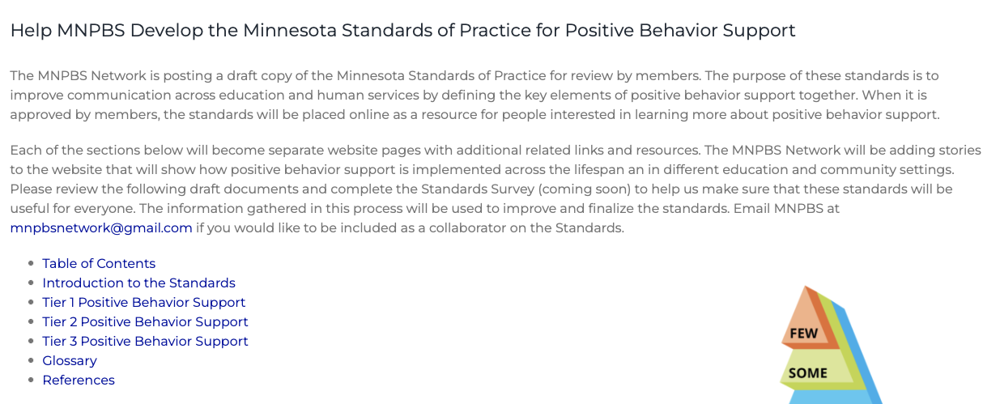 Help MNPBS Develop the Minnesota Standards of Practice for Positive Behavior Support
The MNPBS Network is posting a draft copy of the Minnesota Standards of Practice for review by members. The purpose of these standards is to
improve communication across education and human services by defining the key elements of positive behavior support together. When it is
approved by members, the standards will be placed online as a resource for people interested in learning more about positive behavior support.
Each of the sections below will become separate website pages with additional related links and resources. The MNPBS Network will be adding stories
to the website that will show how positive behavior support is implemented across the lifespan an in different education and community settings.
Please review the following draft documents and complete the Standards Survey (coming soon) to help us make sure that these standards will be
useful for everyone. The information gathered in this process will be used to improve and finalize the standards. Email MNPBS at
mnpbsnetwork@gmail.com if you would like to be included as a collaborator on the Standards.
Table of Contents
Introduction to the Standards
Tier 1 Positive Behavior Support
Tier 2 Positive Behavior Support
Tier 3 Positive Behavior Support
Glossary
References
FEW
SOME